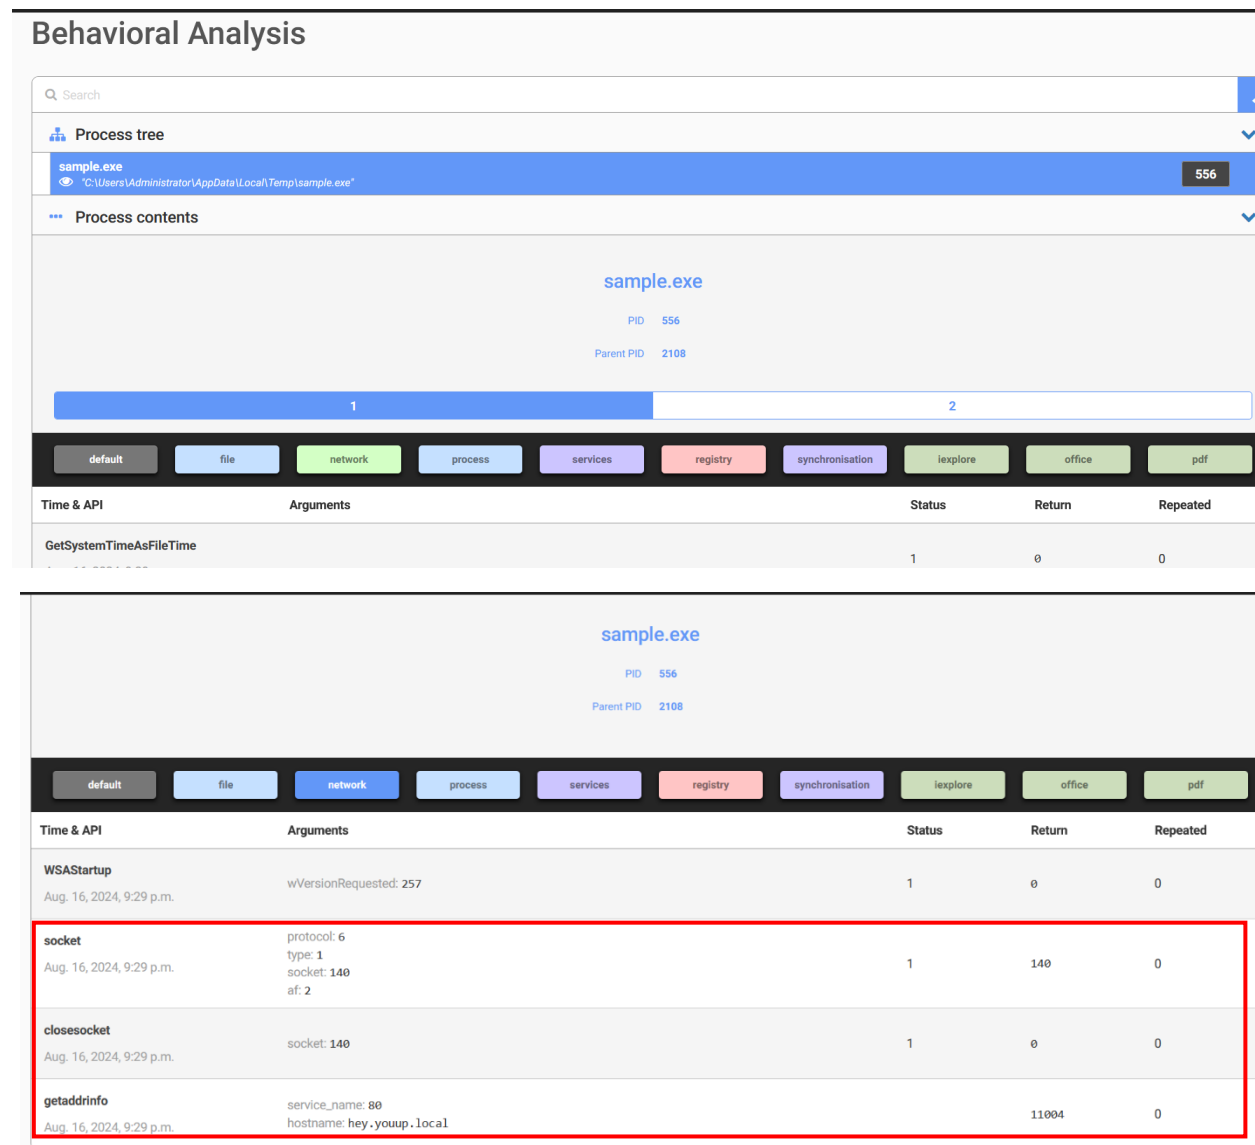 Behavioral Analysis
Search
Process tree
sample.exe
"C:\Users\Administrator\AppData\Local\Temp\sample.exe"
556
Process contents
sample.exe
PID 556
Parent PID 2108
1 2
default file network process services registry synchronisation iexplore office pdf
Time & API Arguments Status Return Repeated
GetSystemTimeAsFileTime
1 0 0
sample.exe
PID 556
Parent PID 2108
default file network process services registry synchronisation iexplore office pdf
Time & API Arguments Status Return Repeated
WSAStartup
wVersionRequested: 257 1 0 0
Aug. 16, 2024, 9:29 p.m.
protocol: 6
socket
type: 1
Aug. 16, 2024, 9:29 p.m. 1 140 0
socket: 140
af: 2
closesocket
socket: 140 1 0 0
Aug. 16, 2024, 9:29 p.m.
getaddrinfo
service_name: 80
11004 0
hostname: hey.youup.local
Aug. 16, 2024, 9:29 p.m.